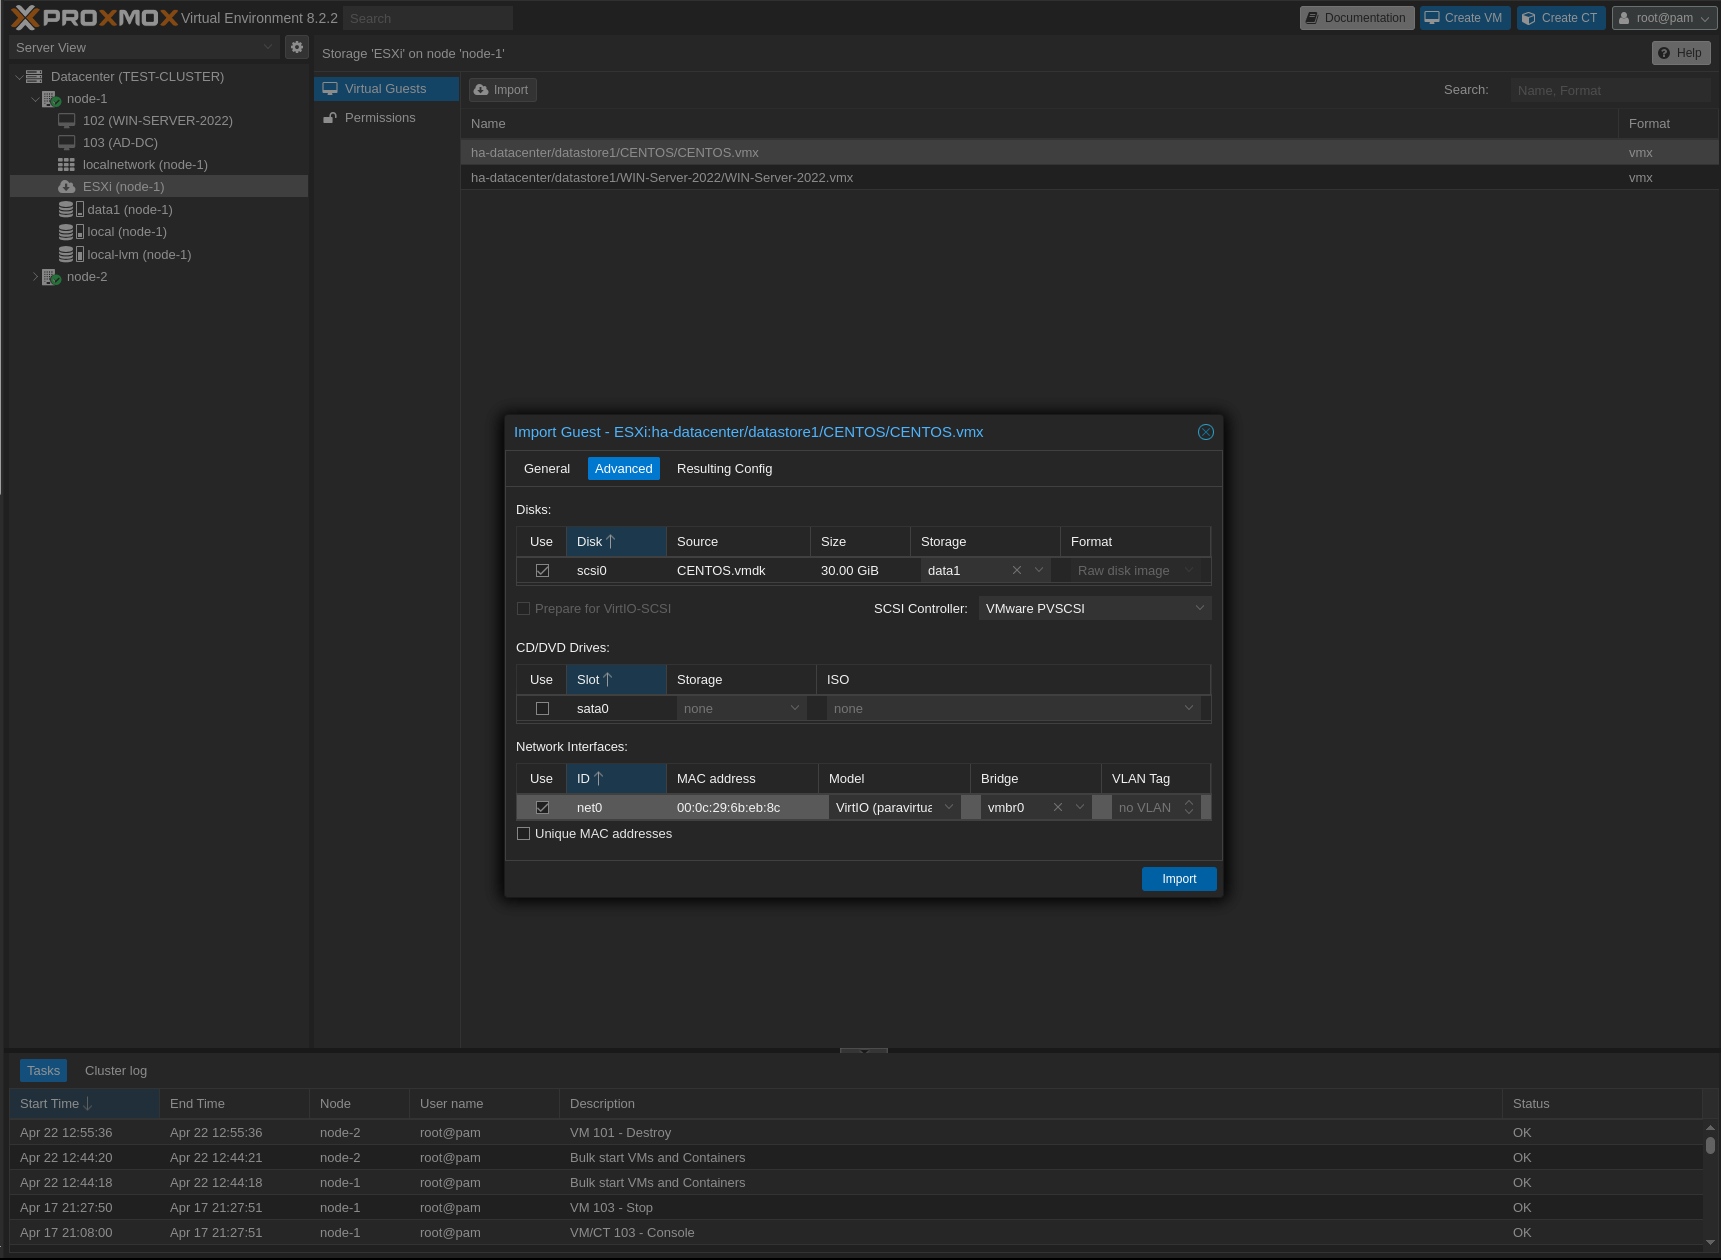 PROXMOX Virtual Environment 8.2.2 Search Documentation Create VM Create CT root@pam
Server View
Storage 'ESXi' on node 'node-1' Help
Datacenter (TEST-CLUSTER)
node-1
102 (WIN-SERVER-2022)
103 (AD-DC)
localnetwork (node-1)
ESXi (node-1)
data1 (node-1)
local (node-1)
local-lvm (node-1)
node-2
Virtual Guests
Permissions
Import Search: Name, Format
Name Format
ha-datacenter/datastore1/CENTOS/CENTOS.vmx vmx
ha-datacenter/datastore1/WIN-Server-2022/WIN-Server-2022.vmx vmx
Import Guest - ESXi:ha-datacenter/datastore1/CENTOS/CENTOS.vmx
General Advanced Resulting Config
Disks:
Use Disk Source Size Storage Format
scsi0 CENTOS.vmdk 30.00 GiB data1 Raw disk image
Prepare for VirtIO-SCSI SCSI Controller: VMware PVSCSI
CD/DVD Drives:
Use Slot Storage ISO
sata0 none none
Network Interfaces:
Use ID MAC address Model Bridge VLAN Tag
net0 00:0c:29:6b:eb:8c VirtIO (paravirtua vmbr0 no VLAN
Unique MAC addresses
Import
Tasks Cluster log
Start Time End Time Node User name Description Status
Apr 22 12:55:36 Apr 22 12:55:36 node-2 root@pam VM 101 - Destroy OK
Apr 22 12:44:20 Apr 22 12:44:21 node-2 root@pam Bulk start VMs and Containers OK
Apr 22 12:44:18 Apr 22 12:44:18 node-1 root@pam Bulk start VMs and Containers OK
Apr 17 21:27:50 Apr 17 21:27:51 node-1 root@pam VM 103 - Stop OK
Apr 17 21:08:00 Apr 17 21:27:51 node-1 root@pam VM/CT 103 - Console OK